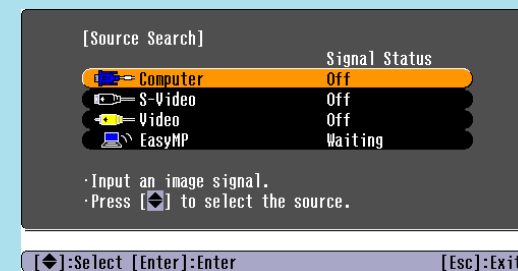 [Source Search]
Signal Status
Computer Off
S-Video Off
Video Off
EasyMP Waiting
·Input an image signal.
·Press [◆] to select the source.
[◆]:Select [Enter]:Enter [Esc]:Exit